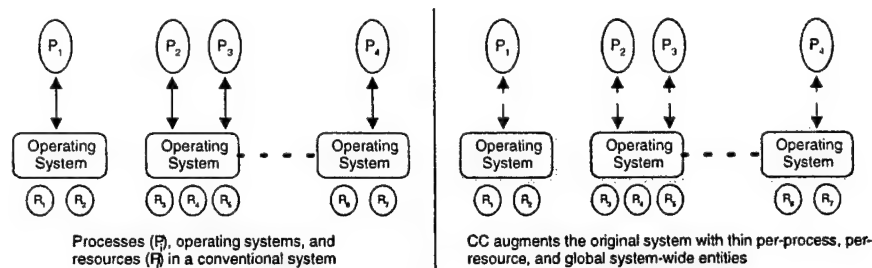 P1 P2 P3 P4
Operating System Operating System Operating System
R1 R2 R3 R4 R5 R6 R7
Processes (Pi), operating systems, and
resources (Ri) in a conventional system
P1 P2 P3 P4
Operating System Operating System Operating System
R1 R2 R3 R4 R5 R6 R7
CC augments the original system with thin per-process, per-
resource, and global system-wide entities